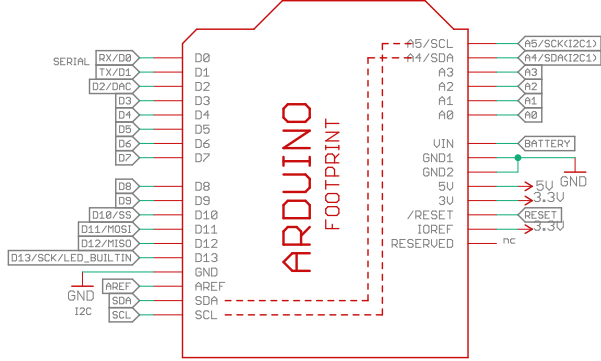 A5/SCL A5/SCK(I2C1)
SERIAL RX/D0 D0 A4/SDA A4/SDA(I2C1)
TX/D1 D1 A3 A3
D2/DAC D2 A2 A2
D3 D3 A1 A1
D4 D4 A0 A0
D5 D5
D6 D6 VIN BATTERY
D7 D7 GND1
GND2
GND
D8 D8 5V 5V
D9 D9 3V 3.3V
D10/SS D10 /RESET RESET
D11/MOSI D11 IOREF 3.3V
D12/MISO D12 RESERVED nc
D13/SCK/LED_BUILTIN D13
GND
GND
AREF AREF
SDA SDA
I2C
SCL SCL
ARDUINO
FOOTPRINT